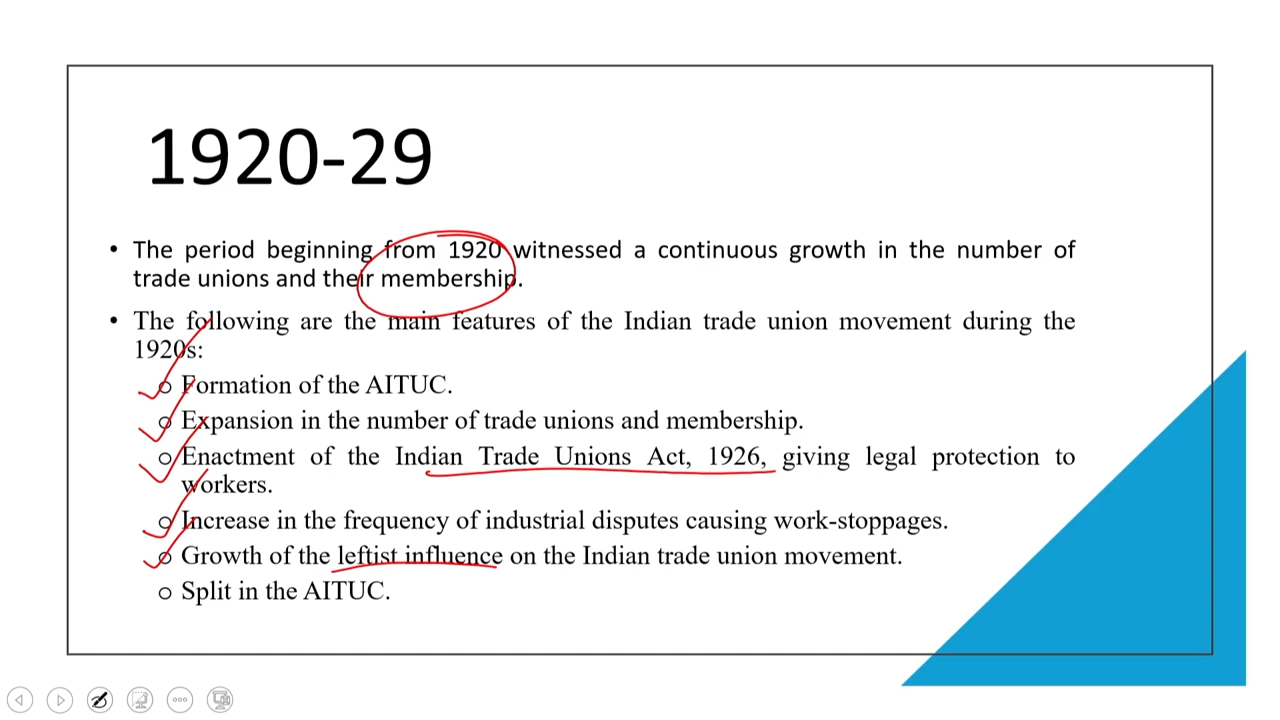 1920-29
• The period beginning from 1920 witnessed a continuous growth in the number of
trade unions and their membership.
• The following are the main features of the Indian trade union movement during the
1920s:
o Formation of the AITUC.
o Expansion in the number of trade unions and membership.
o Enactment of the Indian Trade Unions Act, 1926, giving legal protection to
workers.
o Increase in the frequency of industrial disputes causing work-stoppages.
o Growth of the leftist influence on the Indian trade union movement.
o Split in the AITUC.